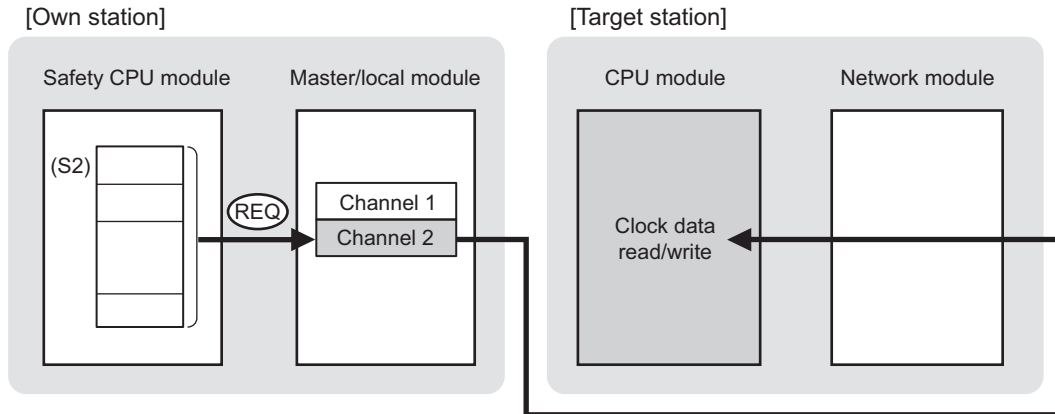 [Own station]
[Target station]
Safety CPU module
Master/local module
CPU module
Network module
(S2)
REQ
Channel 1
Channel 2
Clock data
read/write